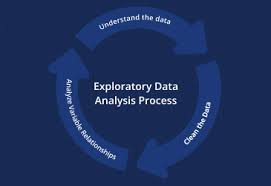 Understand the data
Exploratory Data
Analysis Process
Clean the Data
Analyze Variable Relationships